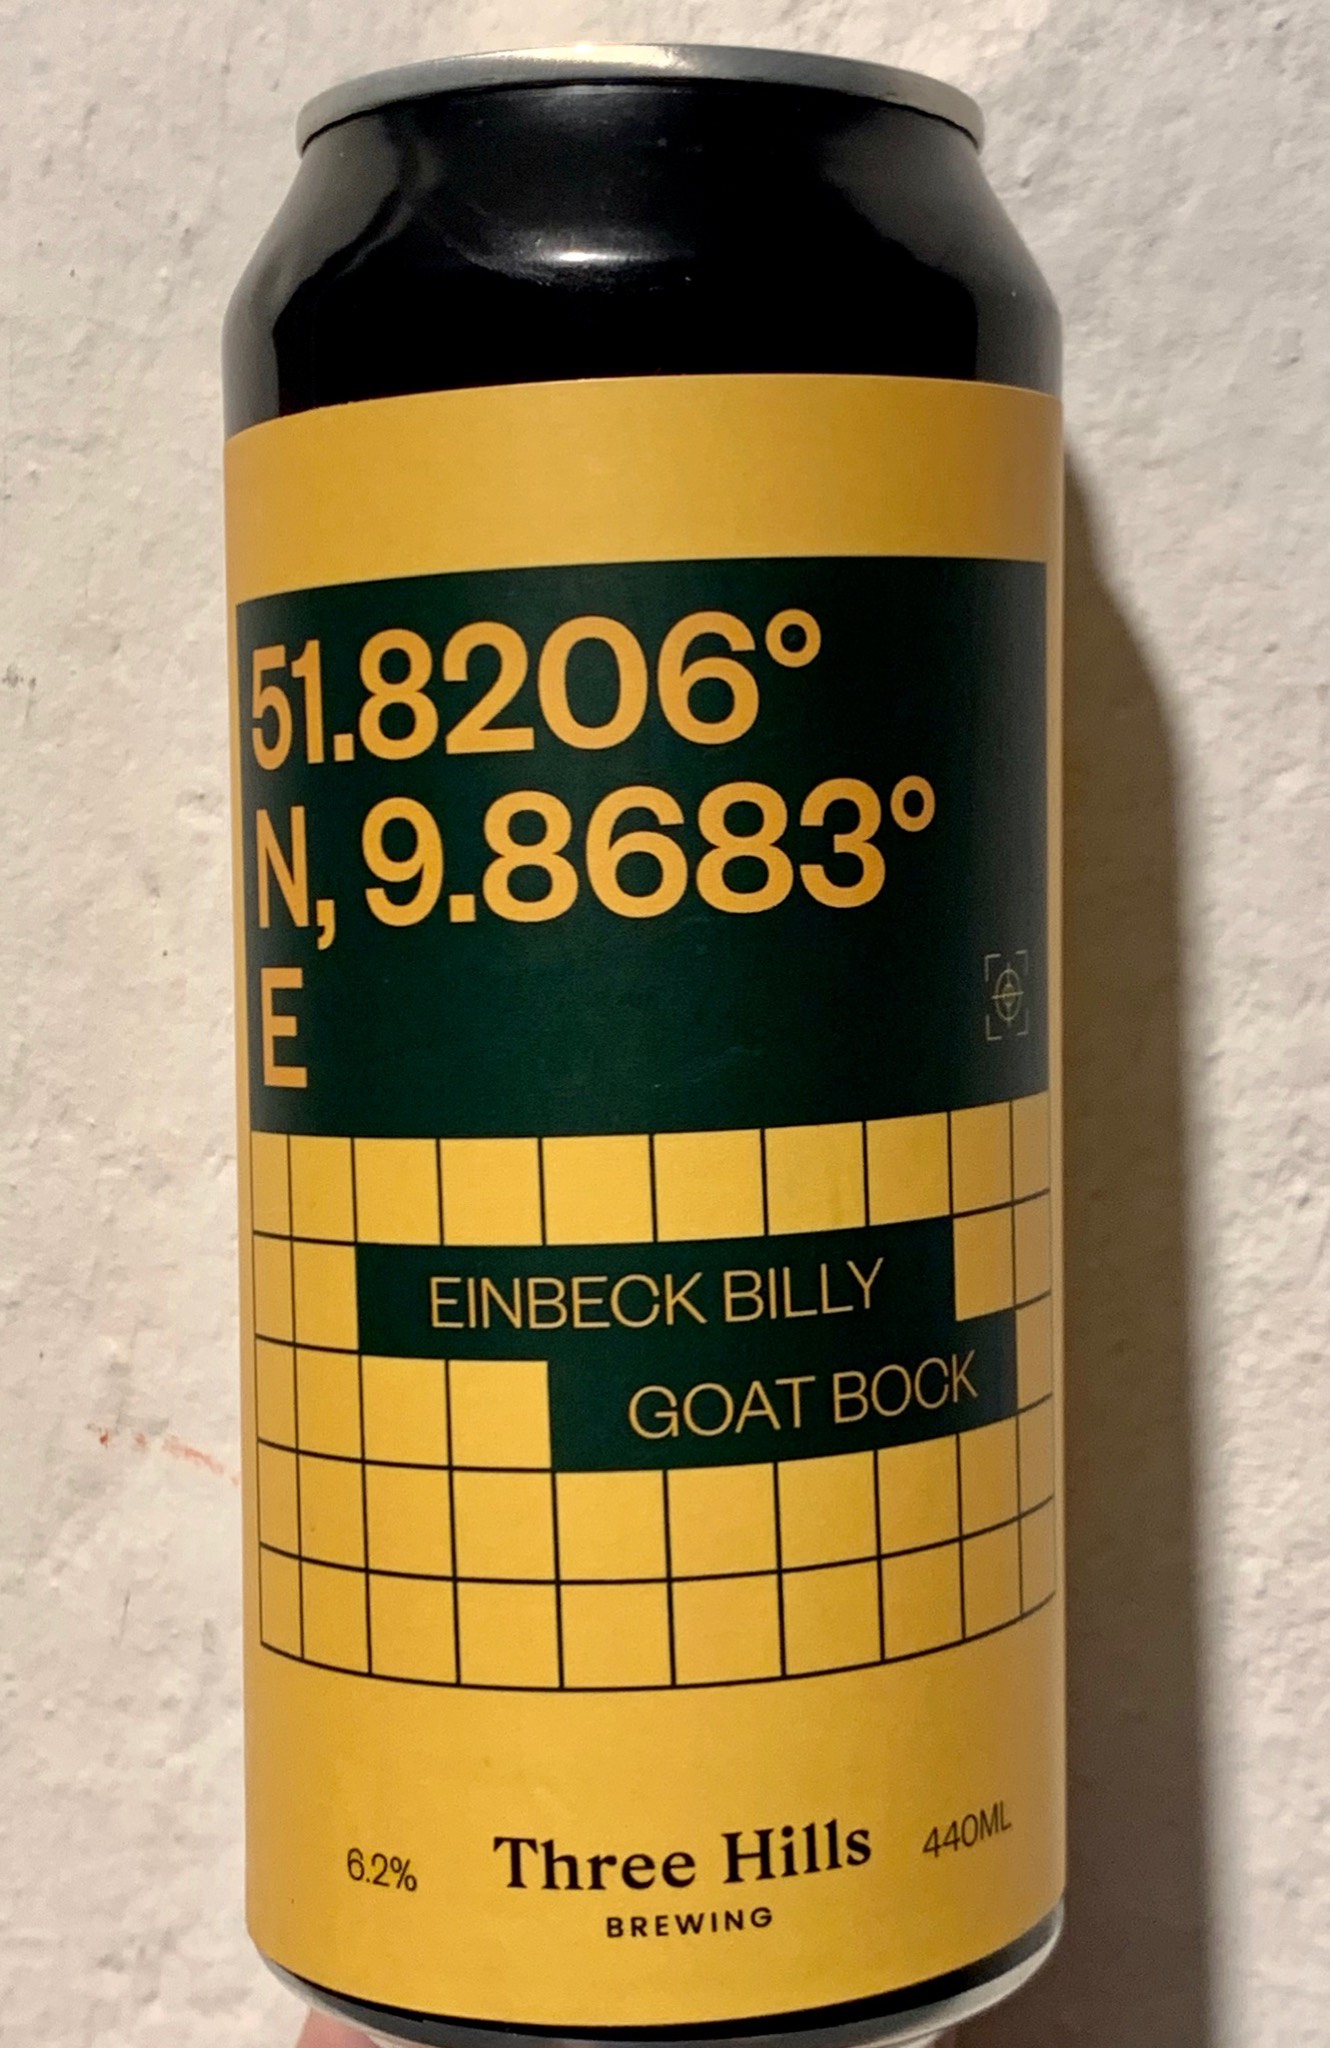 51.8206°
N, 9.8683°
E
EINBECK BILLY
GOAT BOCK
6.2%
Three Hills
BREWING
440ML